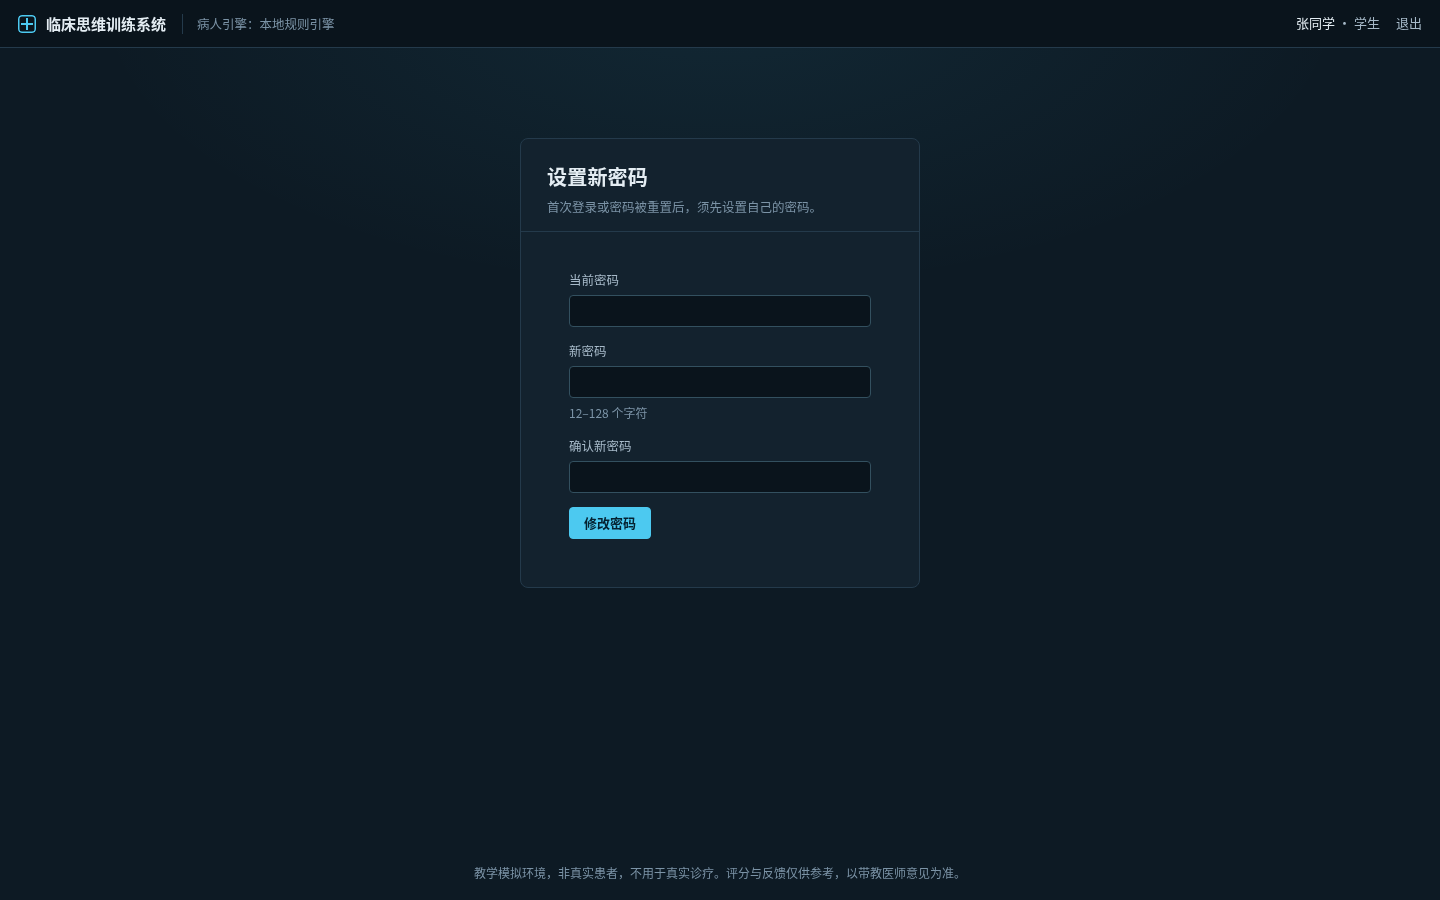 临床思维训练系统
病人引擎：本地规则引擎
张同学 · 学生 退出
设置新密码
首次登录或密码被重置后，须先设置自己的密码。
当前密码
新密码
12–128 个字符
确认新密码
修改密码
教学模拟环境，非真实患者，不用于真实诊疗。评分与反馈仅供参考，以带教医师意见为准。